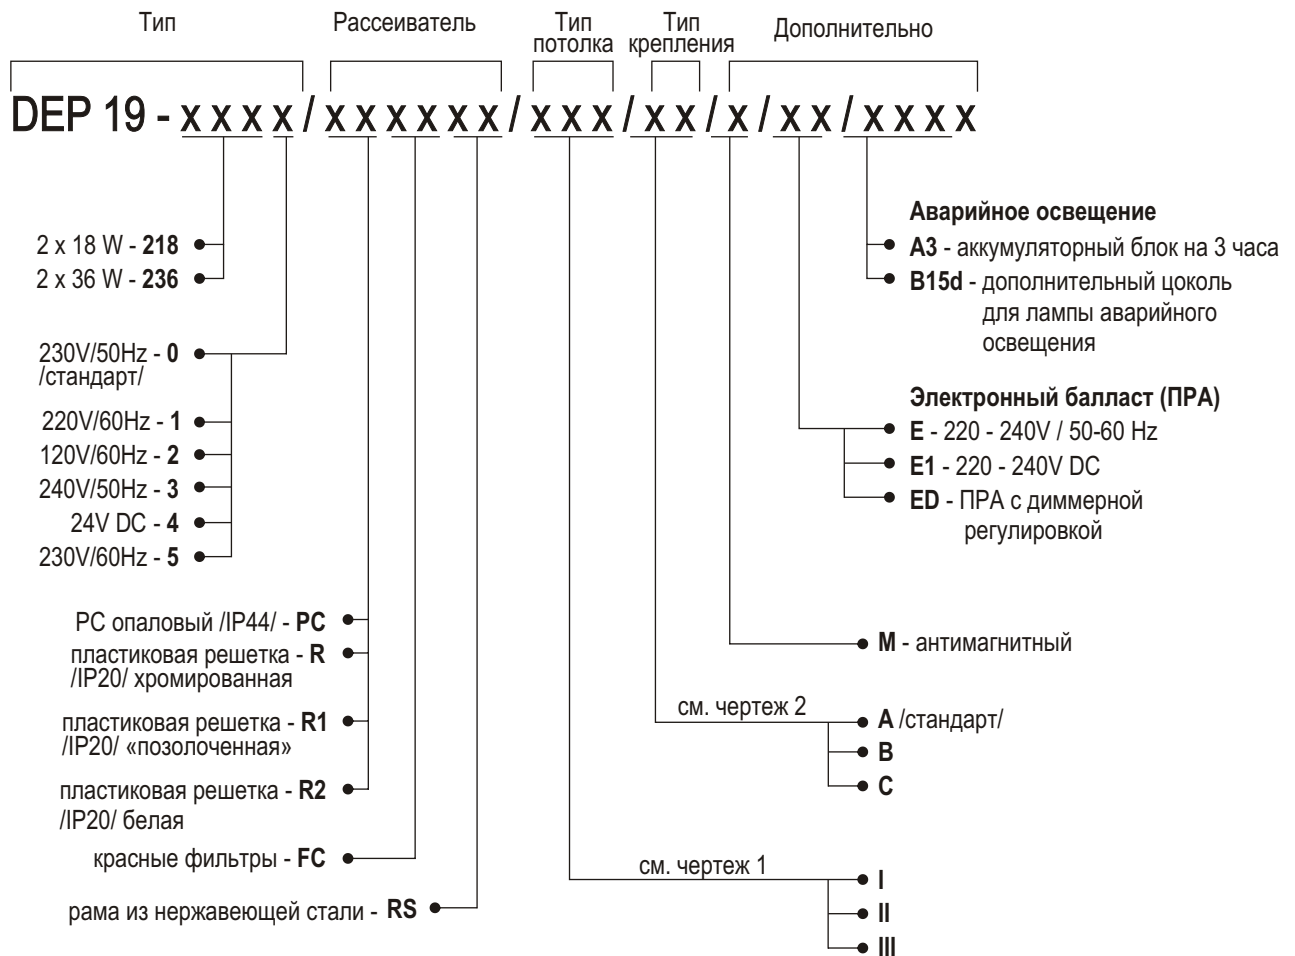 Тип
Рассеиватель
Тип
потолка
Тип
крепления
Дополнительно
DEP 19 - x x x x / x x x x x x / x x x / x x / x / x x / x x x x
2 x 18 W - 218
2 x 36 W - 236
230V/50Hz - 0
/стандарт/
220V/60Hz - 1
120V/60Hz - 2
240V/50Hz - 3
24V DC - 4
230V/60Hz - 5
PC опаловый /IP44/ - PC
пластиковая решетка - R
/IP20/ хромированная
пластиковая решетка - R1
/IP20/ «позолоченная»
пластиковая решетка - R2
/IP20/ белая
красные фильтры - FC
рама из нержавеющей стали - RS
Аварийное освещение
A3 - аккумуляторный блок на 3 часа
B15d - дополнительный цоколь
для лампы аварийного
освещения
Электронный балласт (ПРА)
E - 220 - 240V / 50-60 Hz
E1 - 220 - 240V DC
ED - ПРА с диммерной
регулировкой
M - антимагнитный
см. чертеж 2
A /стандарт/
B
C
см. чертеж 1
I
II
III